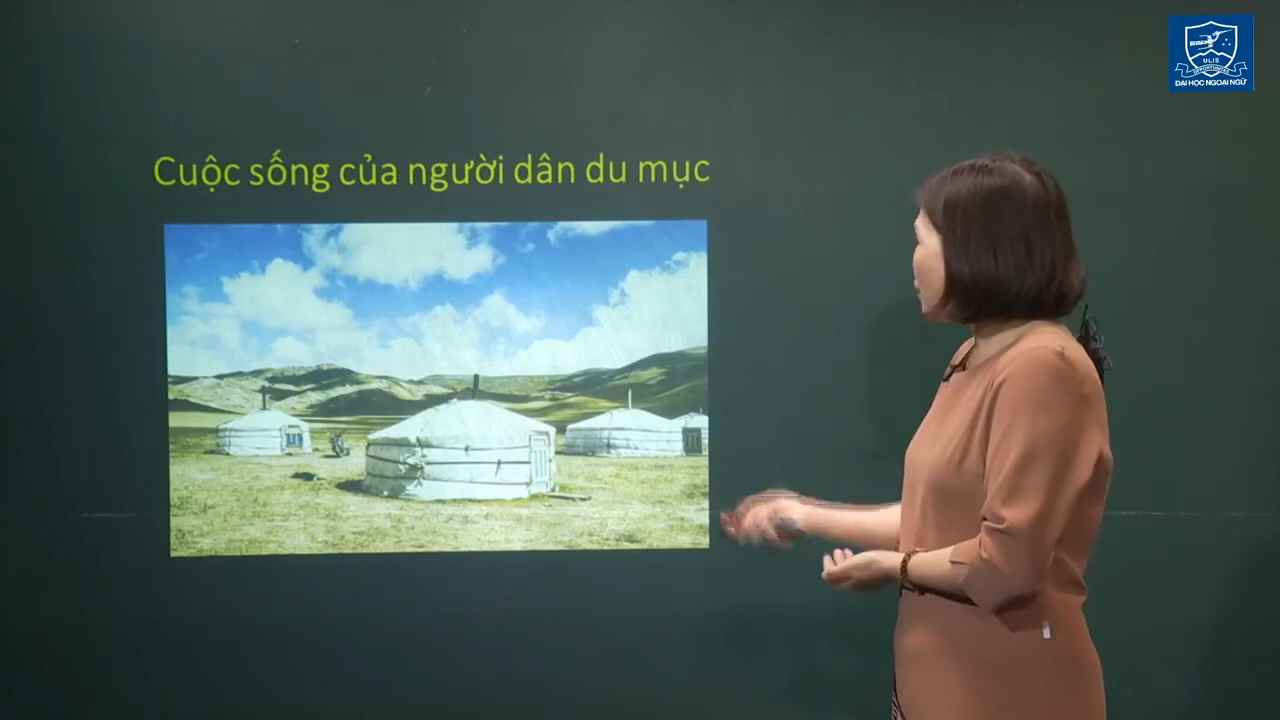 Cuộc sống của người dân du mục
ULIS
ĐẠI HỌC NGOẠI NGỮ